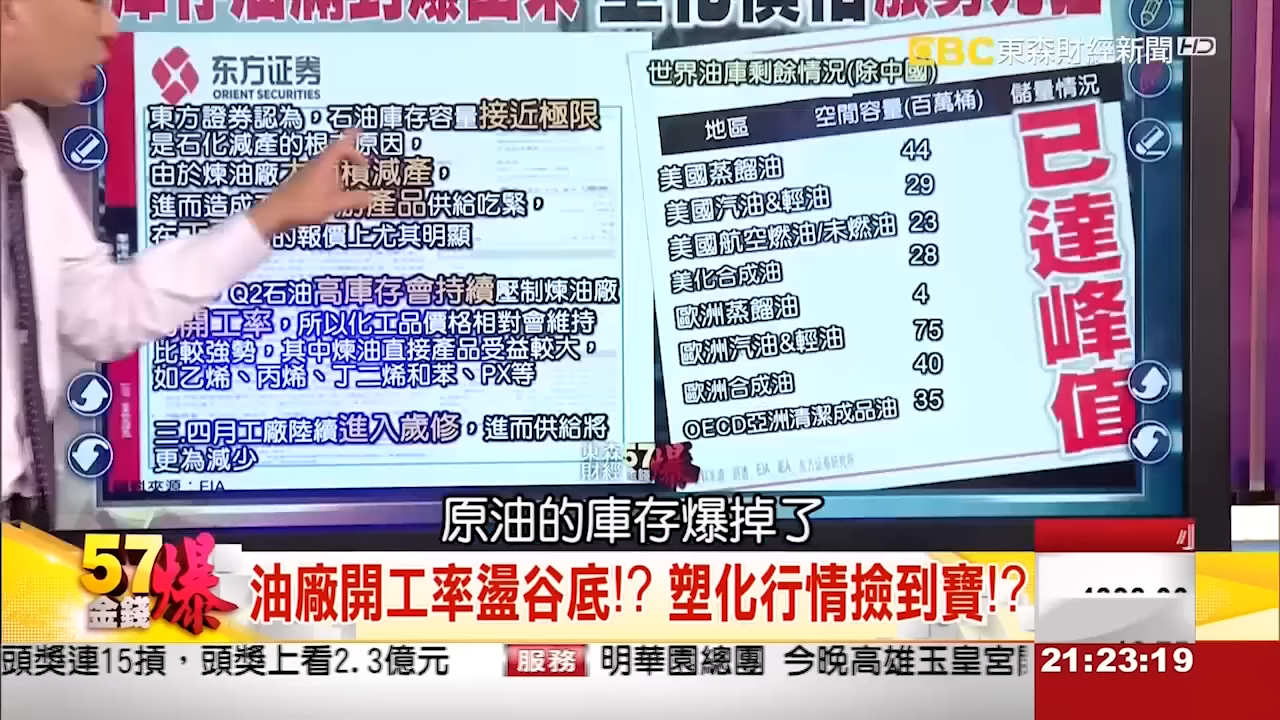 EBC 東森財經新聞 HD
东方证券
ORIENT SECURITIES
東方證券認為，石油庫存容量接近極限
是石化減產的根 原因，
由於煉油廠 積減產，
進而造成 產品供給吃緊，
的報價上尤其明顯
Q2石油高庫存會持續壓制煉油廠
開工率，所以化工品價格相對會維持
比較強勢，其中煉油直接產品受益較大，
如乙烯、丙烯、丁二烯和苯、PX等
三.四月工廠陸續進入歲修，進而供給將
更為減少
世界油庫剩餘情況(除中國)
地區 空閒容量(百萬桶) 儲量情況
美國蒸餾油 44
美國汽油&輕油 29
美國航空燃油/未燃油 23
美化合成油 28
歐洲蒸餾油 4
歐洲汽油&輕油 75
歐洲合成油 40
OECD亞洲清潔成品油 35
已達峰值
東森財經
57爆
原油的庫存爆掉了
57金錢爆
油廠開工率盪谷底!? 塑化行情撿到寶!?
頭獎連15摃，頭獎上看2.3億元 服務 明華園總團 今晚高雄玉皇宮
21:23:19